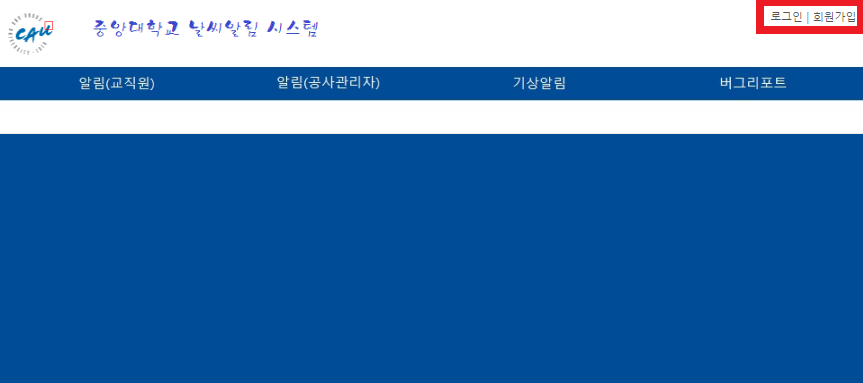 CAU
중앙대학교 날씨알림 시스템
로그인 | 회원가입
알림(교직원) 알림(공사관리자) 기상알림 버그리포트